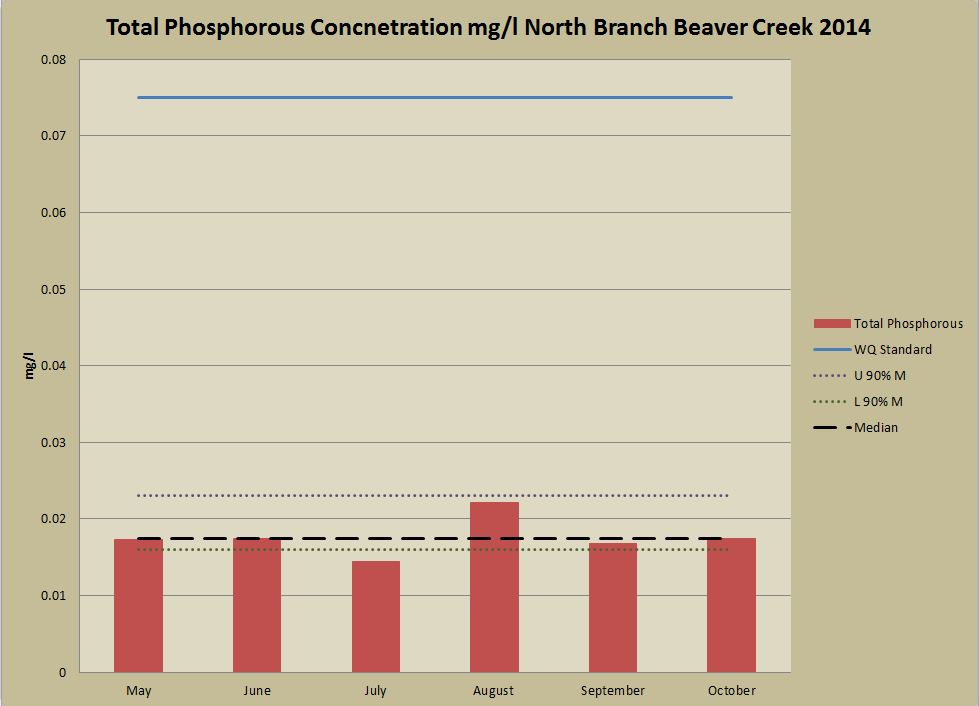 Total Phosphorous Concnetration mg/l North Branch Beaver Creek 2014
0.08
0.07
0.06
0.05
0.04
0.03
0.02
0.01
0
mg/l
May June July August September October
Total Phosphorous
WQ Standard
U 90% M
L 90% M
Median